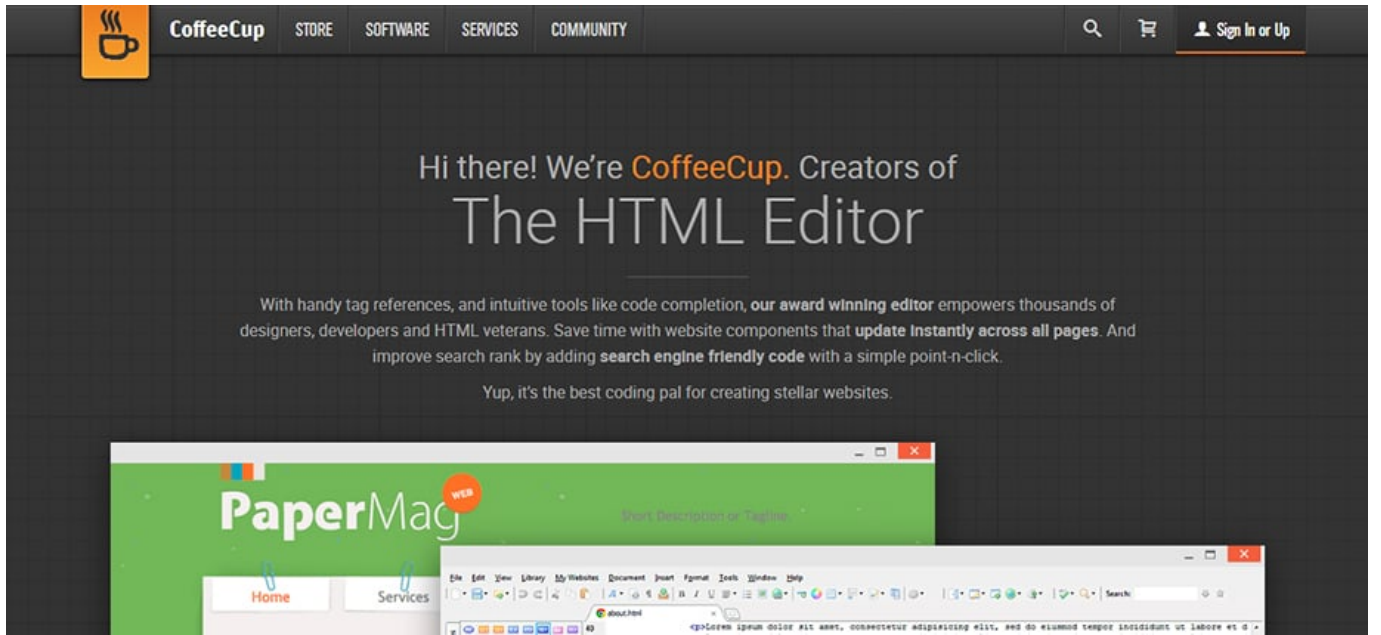 CoffeeCup STORE SOFTWARE SERVICES COMMUNITY Sign In or Up
Hi there! We're CoffeeCup. Creators of
The HTML Editor
With handy tag references, and intuitive tools like code completion, our award winning editor empowers thousands of
designers, developers and HTML veterans. Save time with website components that update instantly across all pages. And
improve search rank by adding search engine friendly code with a simple point-n-click.
Yup, it's the best coding pal for creating stellar websites.
PaperMag WEB
Short Description or Tagline
Home Services
File Edit View Library My Websites Document Insert Format Tools Window Help
Search:
about.html
40 <p>Lorem ipsum dolor sit amet, consectetur adipisicing elit, sed do eiusmod tempor incididunt ut labore et d